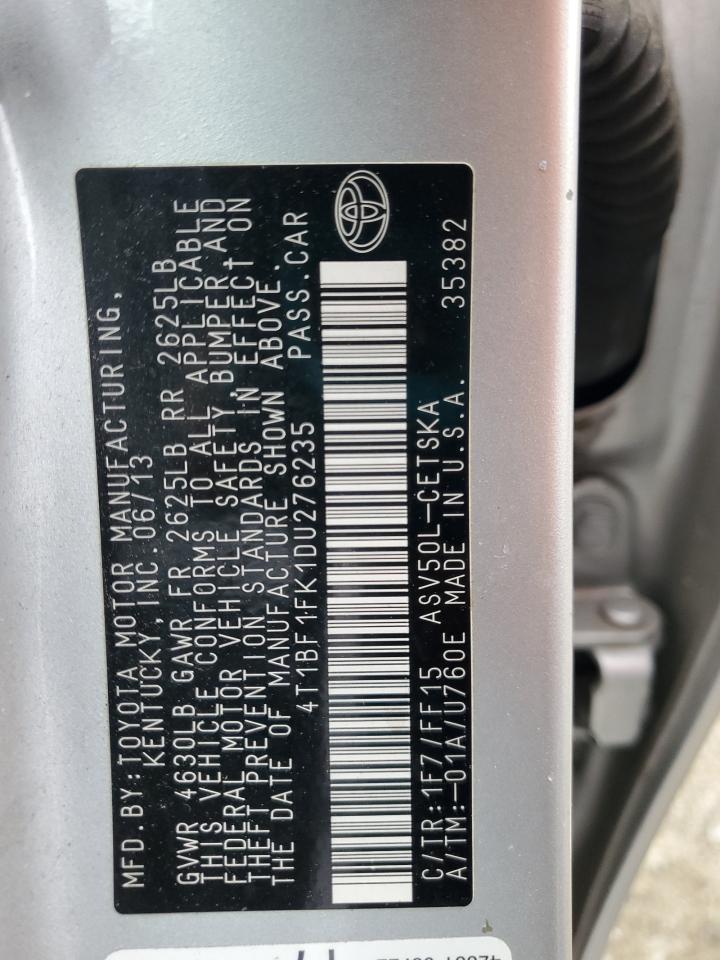 MFD.BY:TOYOTA MOTOR MANUFACTURING,
KENTUCKY,INC.06/13
GVWR 4630LB GAWR FR 2625LB RR 2625LB
THIS VEHICLE CONFORMS TO ALL APPLICABLE
FEDERAL MOTOR VEHICLE SAFETY, BUMPER, AND
THEFT PREVENTION STANDARDS IN EFFECT ON
THE DATE OF MANUFACTURE SHOWN ABOVE.
4T1BF1FK1DU276235 PASS.CAR
C/TR:1F7/FF15 ASV50L-CETSKA
A/TM:-01A/U760E MADE IN U.S.A. 35382